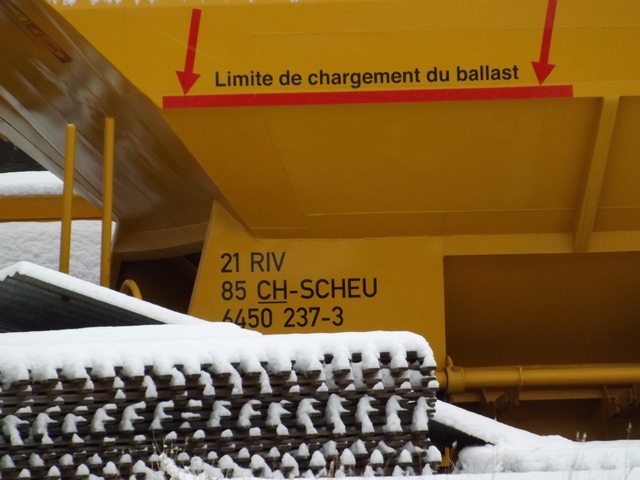 Limite de chargement du ballast
21 RIV
85 CH-SCHEU
6450 237-3